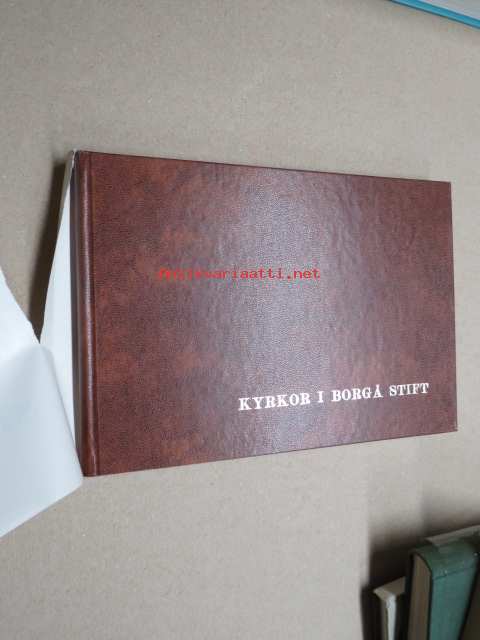 Antikvariaatti.net
KYRKOR I BORGÅ STIFT